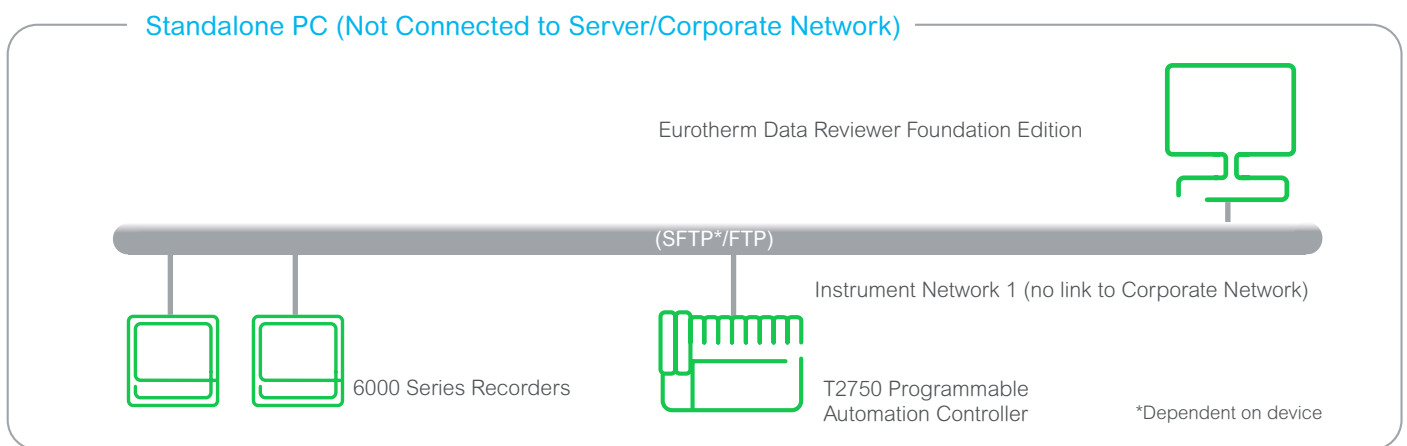 Standalone PC (Not Connected to Server/Corporate Network)
Eurotherm Data Reviewer Foundation Edition
(SFTP*/FTP)
Instrument Network 1 (no link to Corporate Network)
6000 Series Recorders
T2750 Programmable
Automation Controller
*Dependent on device